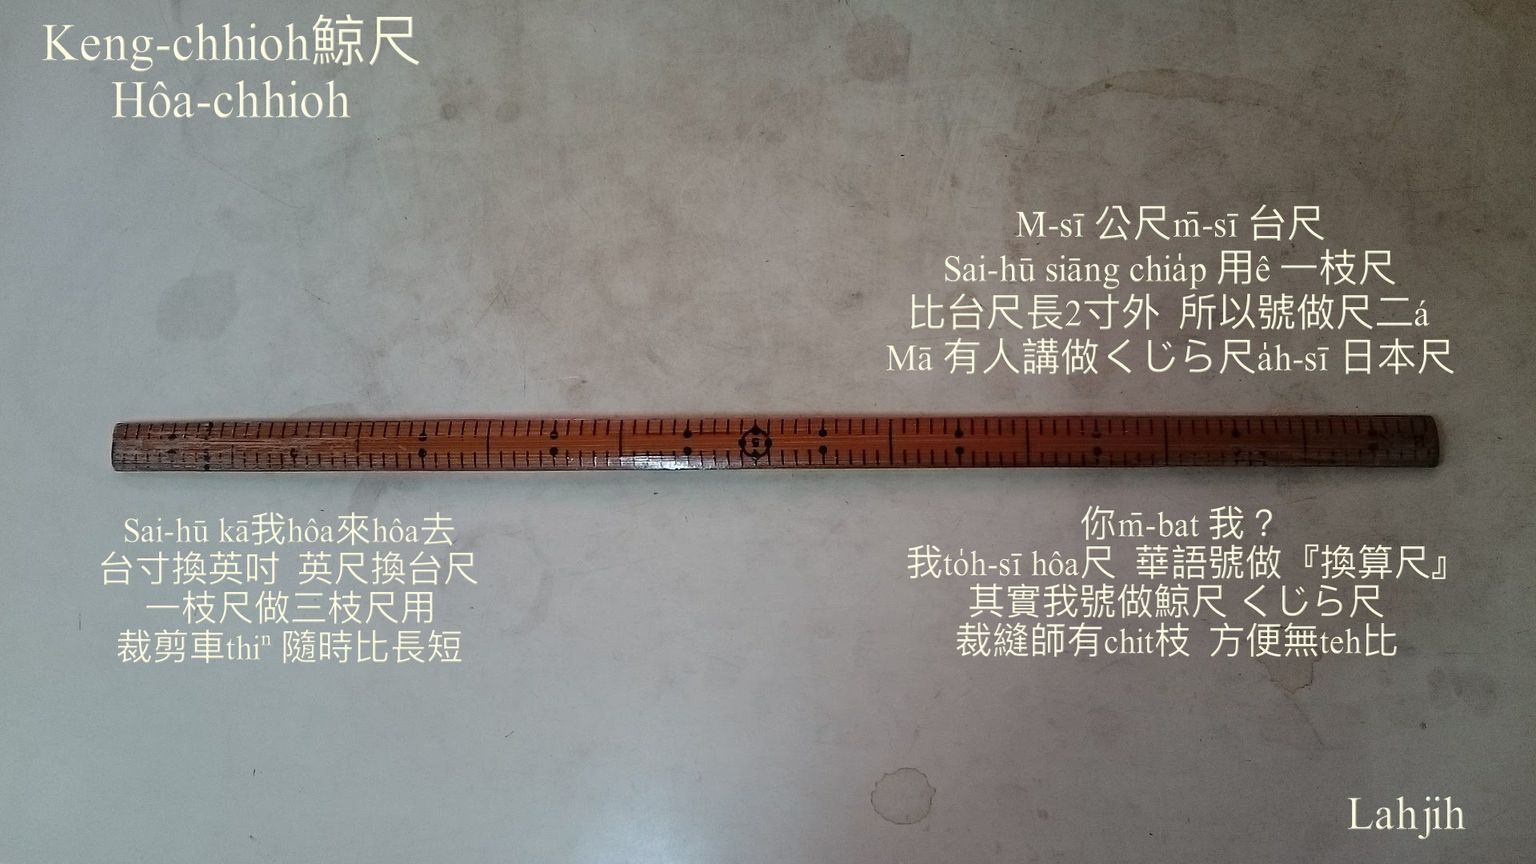 Keng-chhioh鯨尺
Hôa-chhioh
M̄-sī 公尺m̄-sī 台尺
Sai-hū siāng chia̍p 用ê 一枝尺
比台尺長2寸外 所以號做尺二á
Mā 有人講做くじら尺a̍h-sī 日本尺
5
Sai-hū kā我hôa來hôa去
台寸換英吋 英尺換台尺
一枝尺做三枝尺用
裁剪車thiⁿ 隨時比長短
你m̄-bat 我？
我to̍h-sī hôa尺 華語號做『換算尺』
其實我號做鯨尺 くじら尺
裁縫師有chit枝 方便無teh比
Lahjih